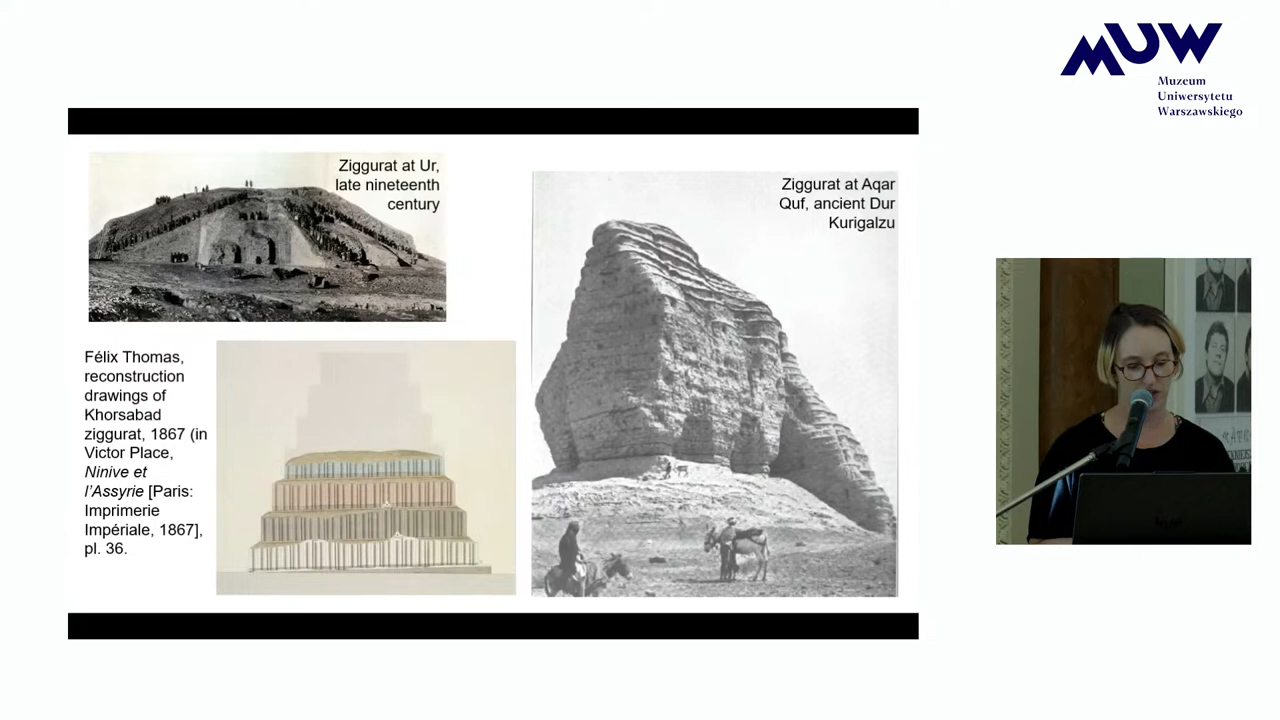 MUW
Muzeum
Uniwersytetu
Warszawskiego
Ziggurat at Ur,
late nineteenth
century
Ziggurat at Aqar
Quf, ancient Dur
Kurigalzu
Félix Thomas,
reconstruction
drawings of
Khorsabad
ziggurat, 1867 (in
Victor Place,
Ninive et
l’Assyrie [Paris:
Imprimerie
Impériale, 1867],
pl. 36.